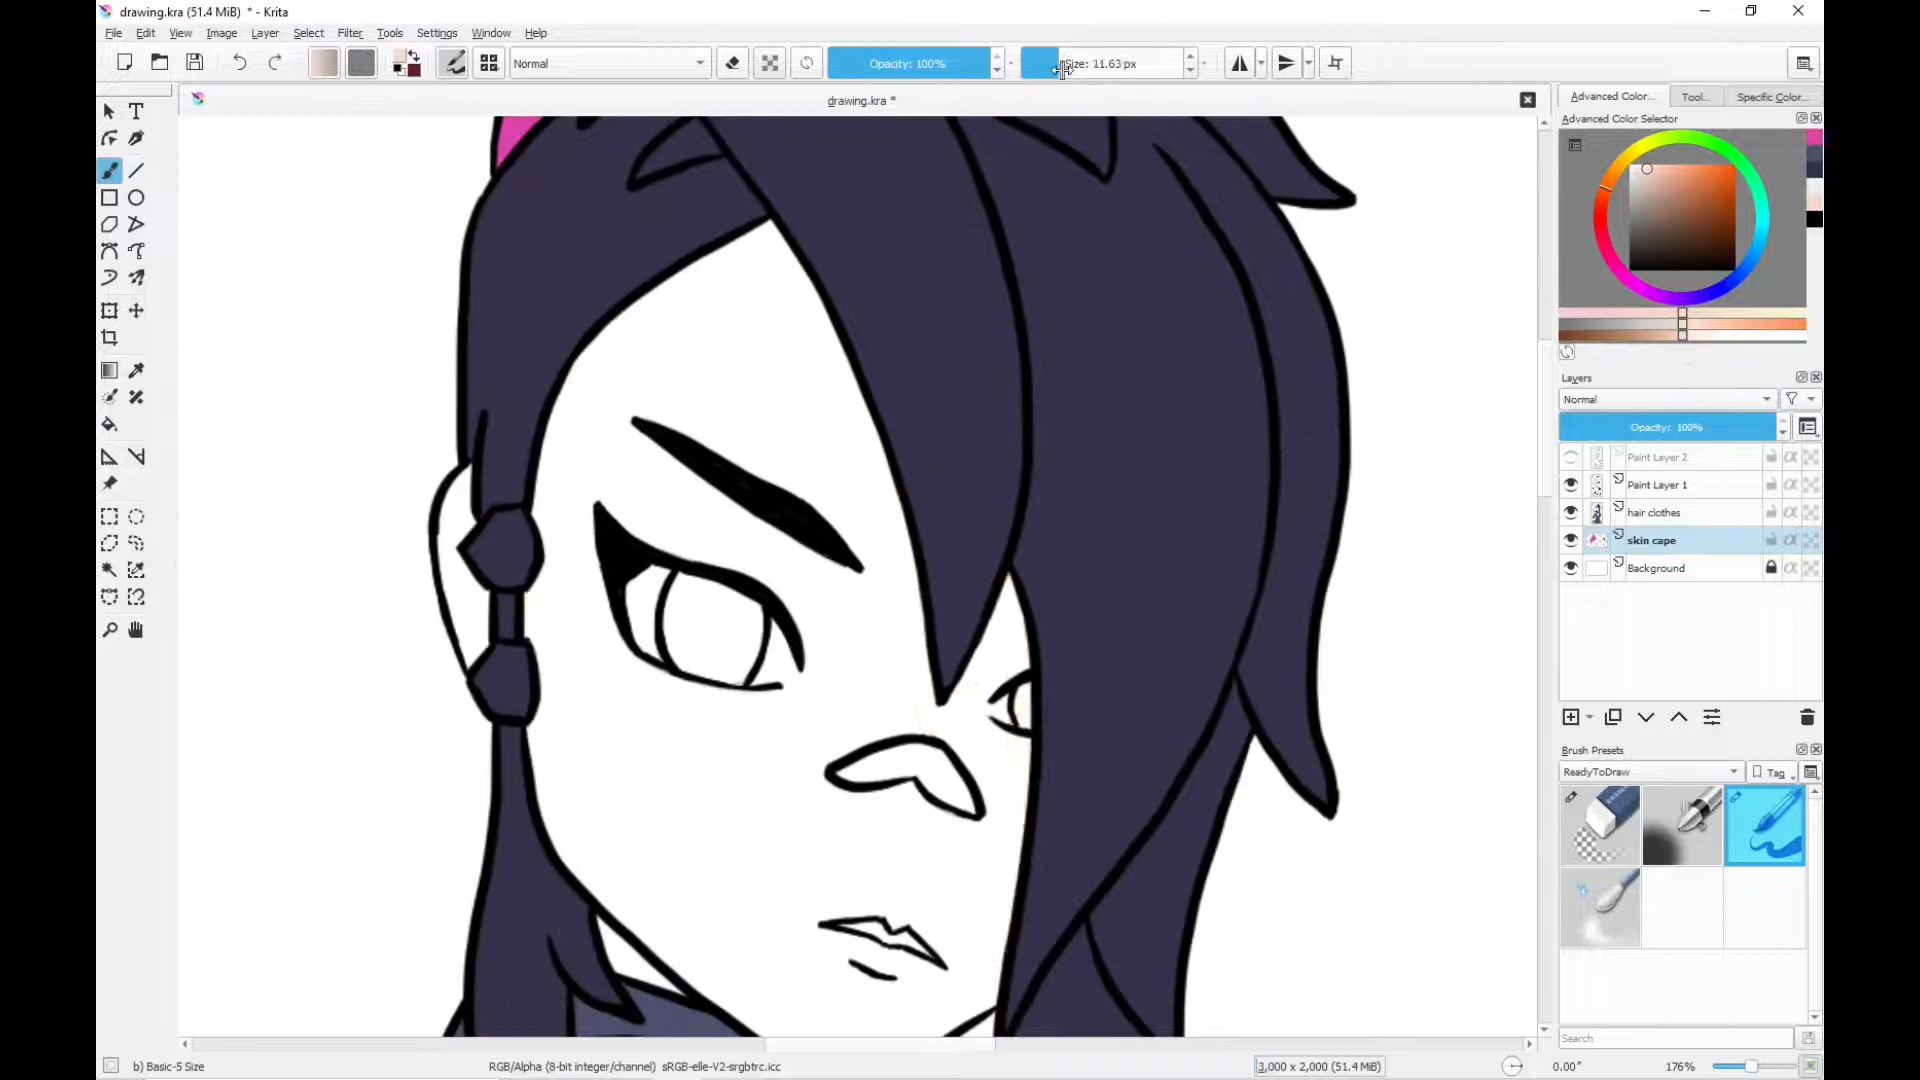 drawing.kra (51.4 MiB) * - Krita
File Edit View Image Layer Select Filter Tools Settings Window Help
Normal
Opacity: 100%
Size: 11.63 px
drawing.kra *
Advanced Color...
Tool...
Specific Color...
Advanced Color Selector
Layers
Normal
Opacity: 100%
Paint Layer 2
Paint Layer 1
hair clothes
skin cape
Background
Brush Presets
ReadyToDraw
Tag
Search
b) Basic-5 Size
RGB/Alpha (8-bit integer/channel) sRGB-elle-V2-srgbtrc.icc
3,000 x 2,000 (51.4 MiB)
0.00°
176%